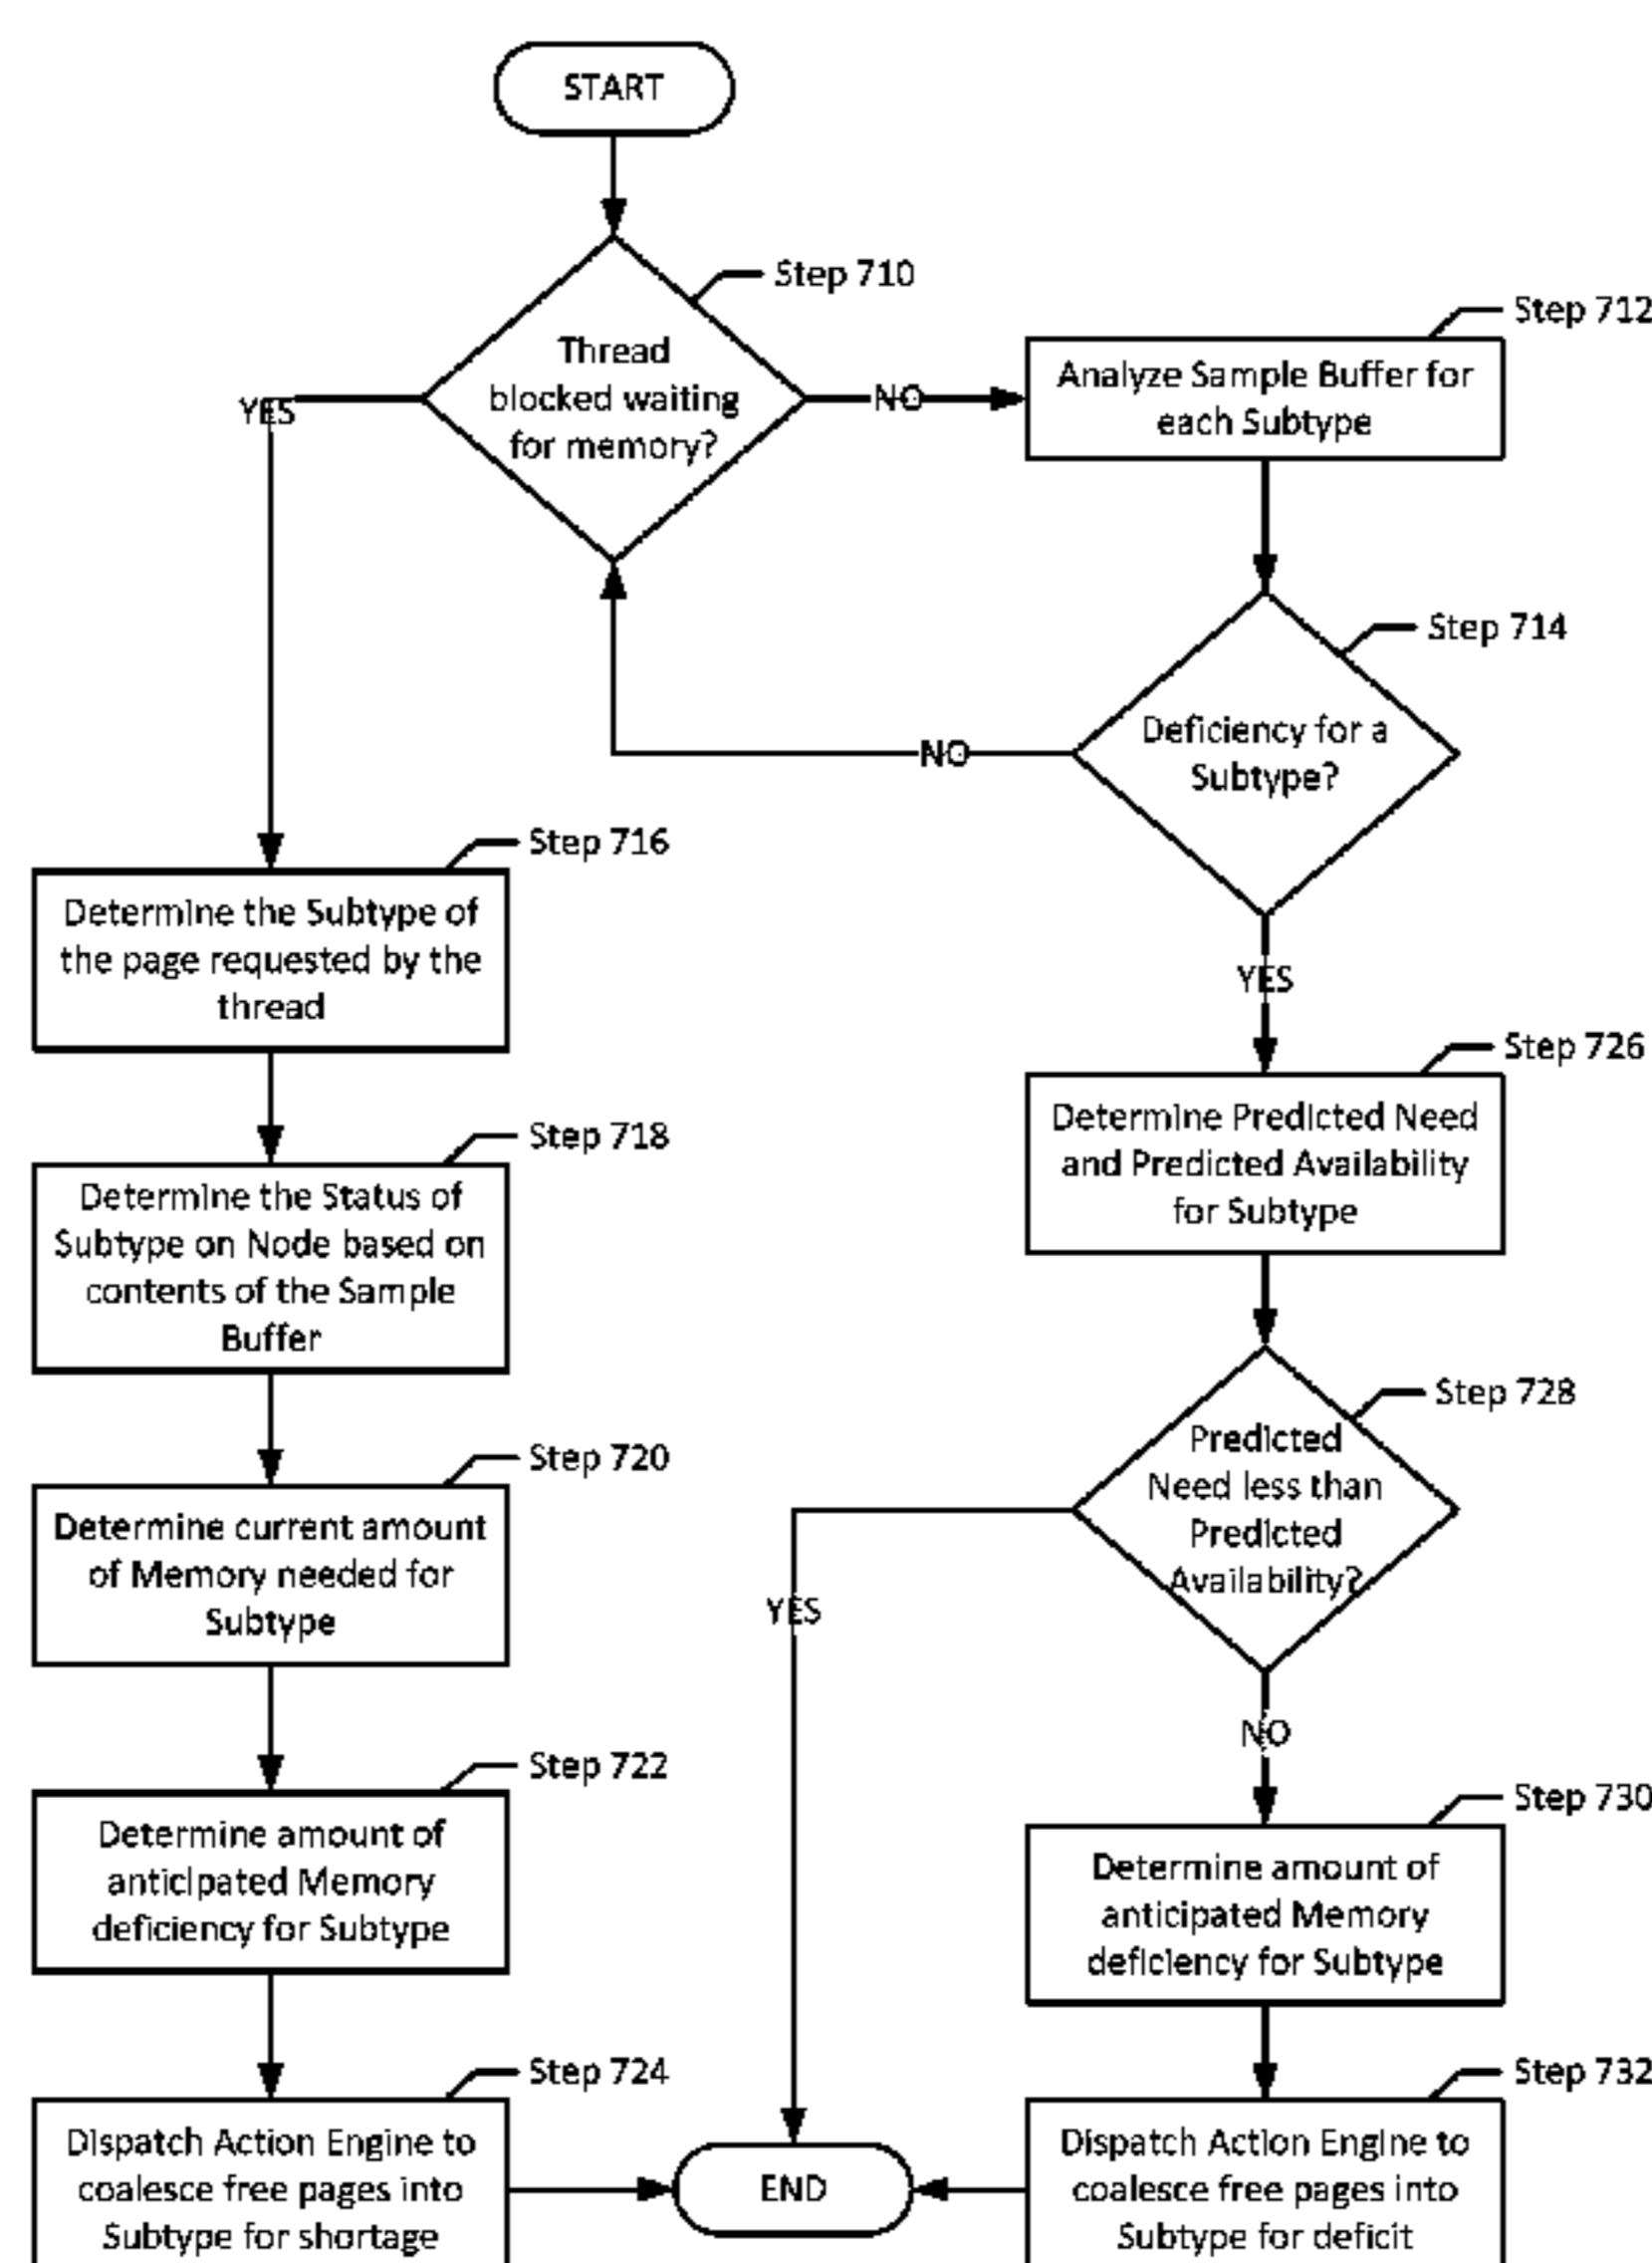 START
Step 710
Thread
blocked waiting
for memory?
YES
NO
Step 712
Analyze Sample Buffer for
each Subtype
Step 714
Deficiency for a
Subtype?
NO
YES
Step 716
Determine the Subtype of
the page requested by the
thread
Step 718
Determine the Status of
Subtype on Node based on
contents of the Sample
Buffer
Step 720
Determine current amount
of Memory needed for
Subtype
Step 722
Determine amount of
anticipated Memory
deficiency for Subtype
Step 724
Dispatch Action Engine to
coalesce free pages into
Subtype for shortage
Step 726
Determine Predicted Need
and Predicted Availability
for Subtype
Step 728
Predicted
Need less than
Predicted
Availability?
YES
NO
Step 730
Determine amount of
anticipated Memory
deficiency for Subtype
Step 732
Dispatch Action Engine to
coalesce free pages into
Subtype for deficit
END